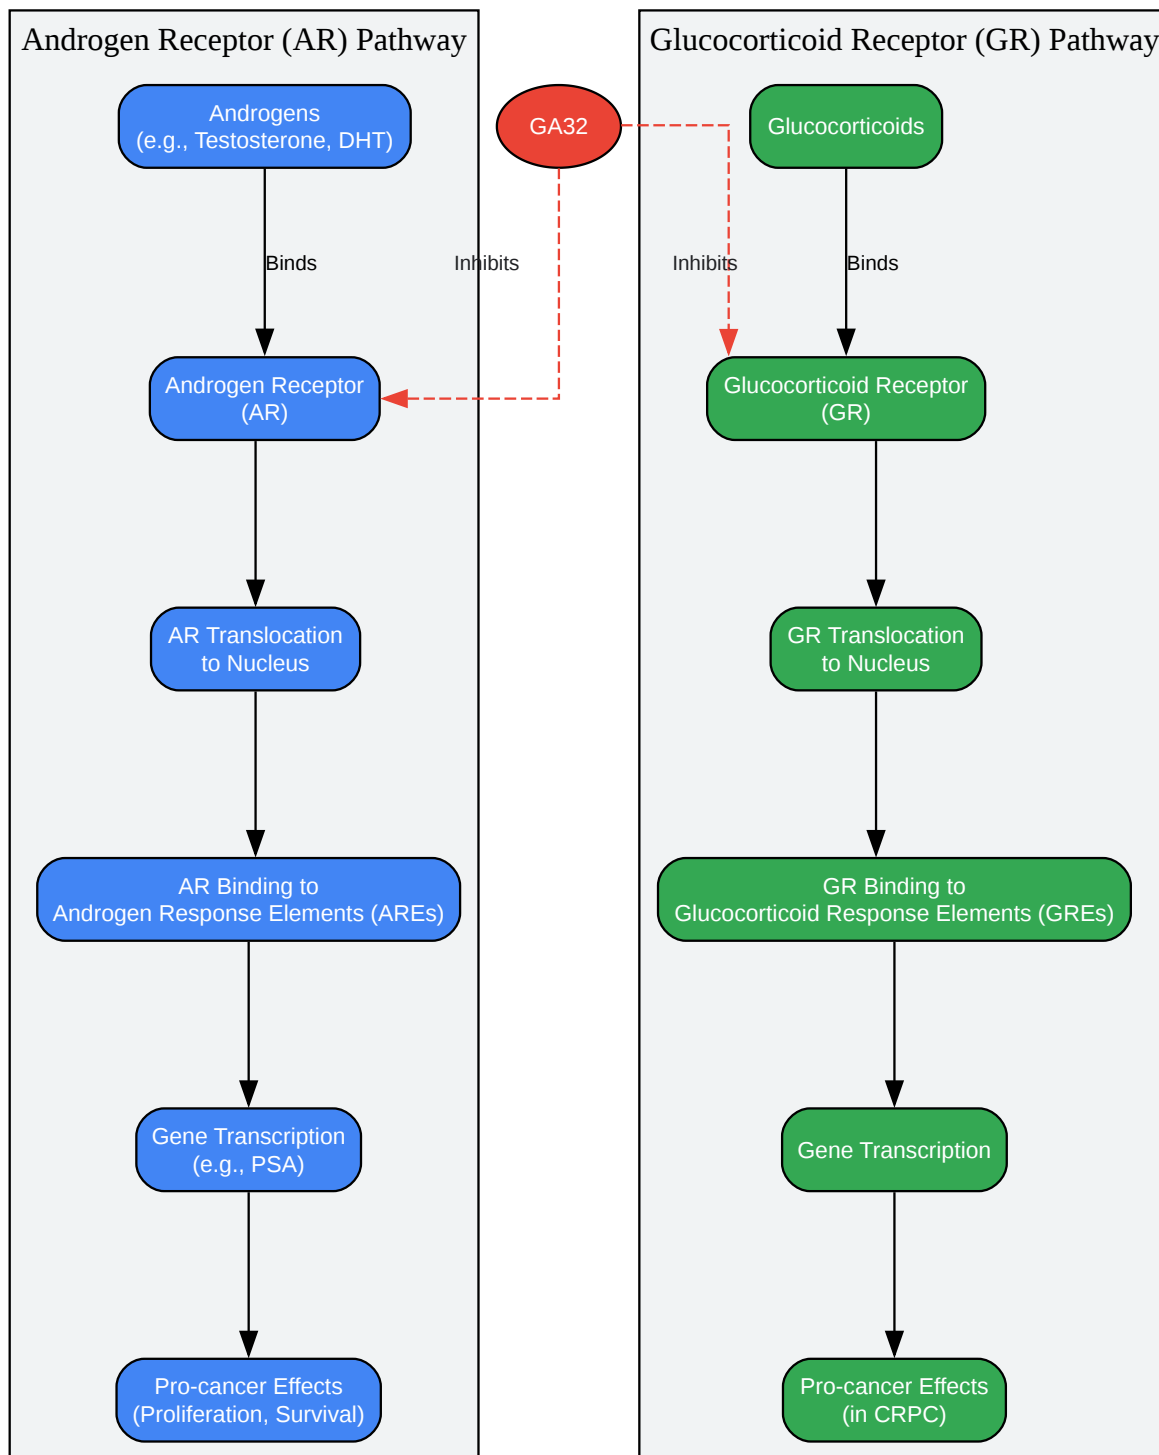 Androgen Receptor (AR) Pathway
Glucocorticoid Receptor (GR) Pathway
Androgens
(e.g., Testosterone, DHT)
GA32
Glucocorticoids
Binds
Inhibits
Inhibits
Binds
Androgen Receptor
(AR)
Glucocorticoid Receptor
(GR)
AR Translocation
to Nucleus
GR Translocation
to Nucleus
AR Binding to
Androgen Response Elements (AREs)
GR Binding to
Glucocorticoid Response Elements (GREs)
Gene Transcription
(e.g., PSA)
Gene Transcription
Pro-cancer Effects
(Proliferation, Survival)
Pro-cancer Effects
(in CRPC)